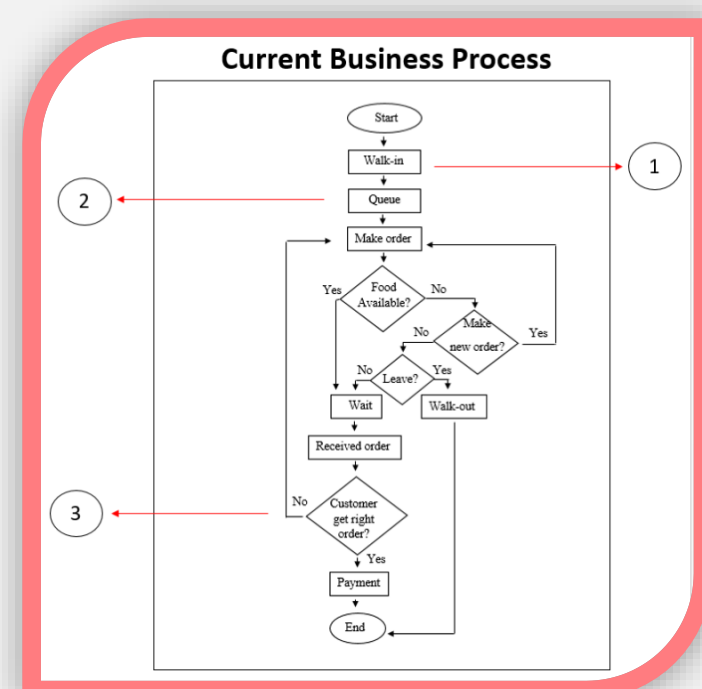 Current Business Process
Start
Walk-in
1
2
Queue
Make order
Yes
Food
Available?
No
Make
new order?
No
Yes
Leave?
No
Yes
Wait
Walk-out
Received order
No
Customer
get right
order?
3
Yes
Payment
End